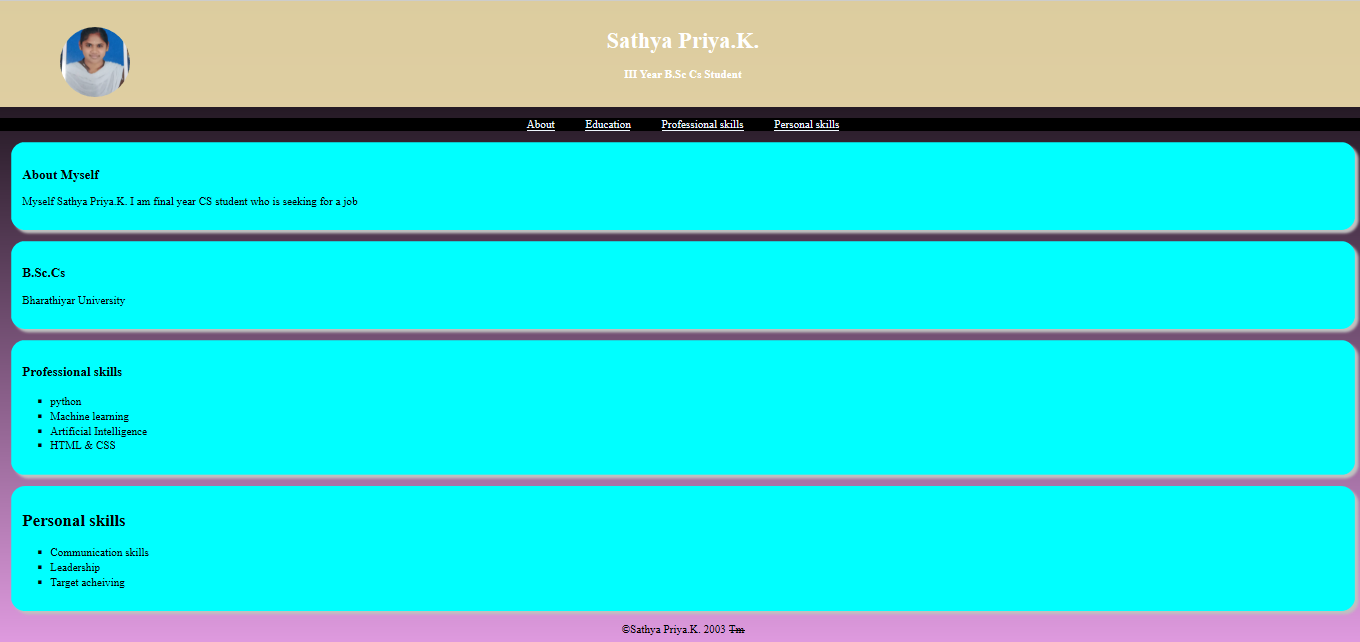 Sathya Priya.K.
III Year B.Sc Cs Student
About Education Professional skills Personal skills
About Myself
Myself Sathya Priya.K. I am final year CS student who is seeking for a job
B.Sc.Cs
Bharathiyar University
Professional skills
python
Machine learning
Artificial Intelligence
HTML & CSS
Personal skills
Communication skills
Leadership
Target acheiving
©Sathya Priya.K. 2003 Tm